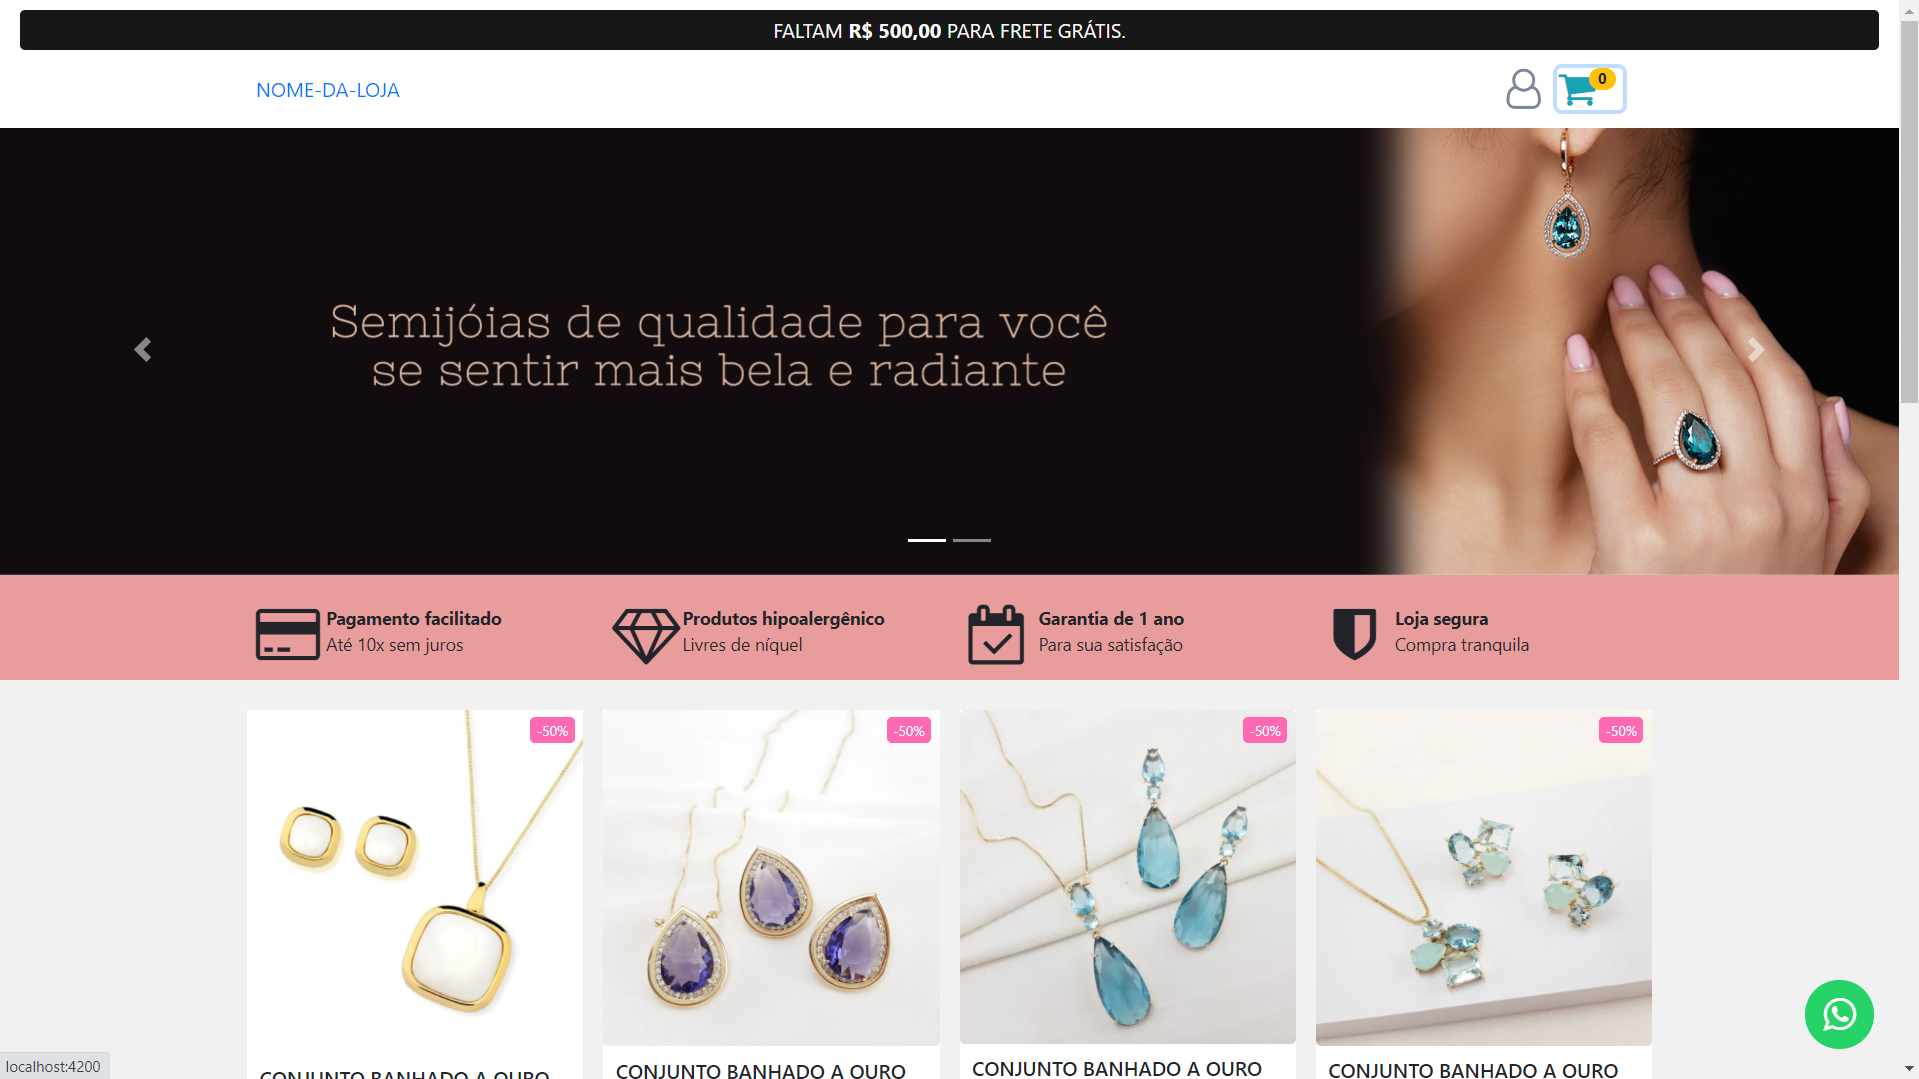 FALTAM R$ 500,00 PARA FRETE GRÁTIS.
NOME-DA-LOJA
0
Semijóias de qualidade para você
se sentir mais bela e radiante
Pagamento facilitado
Até 10x sem juros
Produtos hipoalergênico
Livres de níquel
Garantia de 1 ano
Para sua satisfação
Loja segura
Compra tranquila
-50%
-50%
-50%
-50%
CONJUNTO BANHADO A OURO
CONJUNTO BANHADO A OURO
CONJUNTO BANHADO A OURO
CONJUNTO BANHADO A OURO
localhost:4200